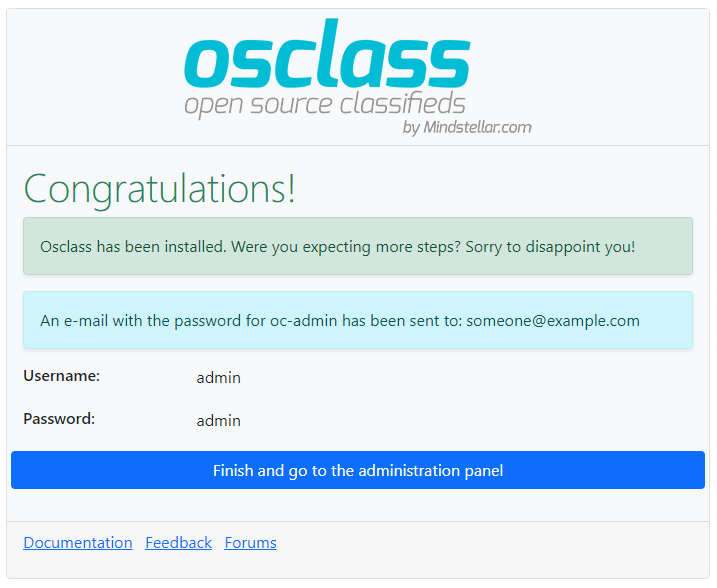 osclass
open source classifieds
by Mindstellar.com
Congratulations!
Osclass has been installed. Were you expecting more steps? Sorry to disappoint you!
An e-mail with the password for oc-admin has been sent to: someone@example.com
Username: admin
Password: admin
Finish and go to the administration panel
Documentation Feedback Forums